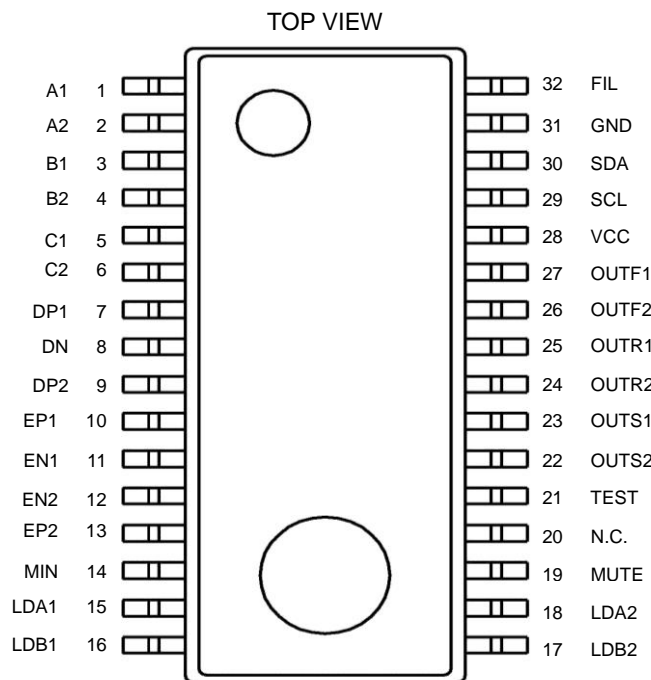 TOP VIEW
A1 1
A2 2
B1 3
B2 4
C1 5
C2 6
DP1 7
DN 8
DP2 9
EP1 10
EN1 11
EN2 12
EP2 13
MIN 14
LDA1 15
LDB1 16
32 FIL
31 GND
30 SDA
29 SCL
28 VCC
27 OUTF1
26 OUTF2
25 OUTR1
24 OUTR2
23 OUTS1
22 OUTS2
21 TEST
20 N.C.
19 MUTE
18 LDA2
17 LDB2